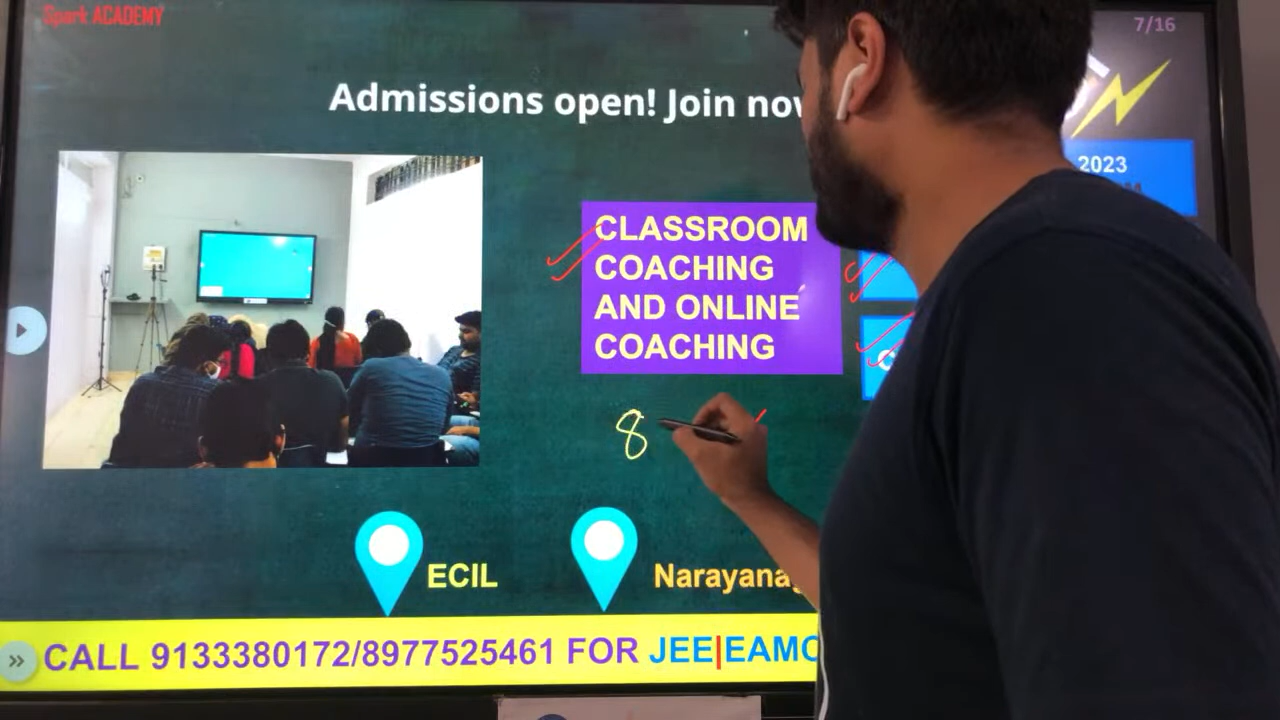 Spark ACADEMY
7/16
Admissions open! Join now
2023
CLASSROOM
COACHING
AND ONLINE
COACHING
8
ECIL
CALL 9133380172/8977525461 FOR JEE|EAMC